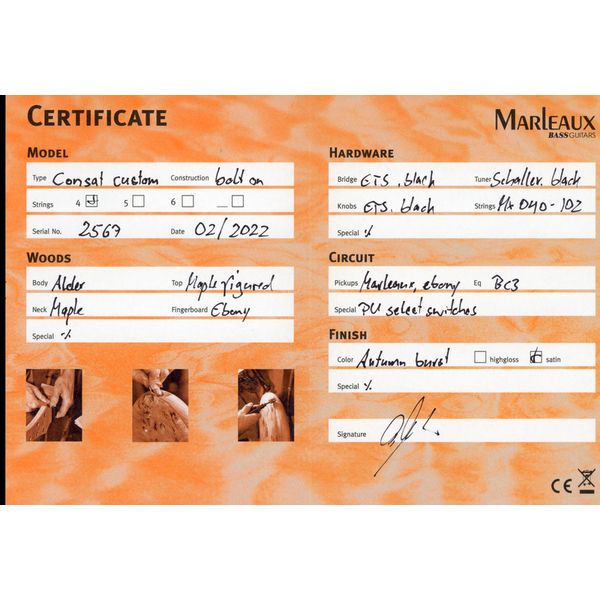 CERTIFICATE
MARLEAUX
BASSGUITARS
MODEL
Type Consat custom Construction bolt on
Strings 4 5 6
Serial No. 2567 Date 02/2022
WOODS
Body Alder Top Maple figured
Neck Maple Fingerboard Ebony
Special %
HARDWARE
Bridge ETS. black Tuner Schaller. black
Knobs ETS. black Strings Mx 040-102
Special %
CIRCUIT
Pickups Marleaux, ebony Eq BC3
Special PU select switches
FINISH
Color Autumn burst highgloss satin
Special %
Signature
CE